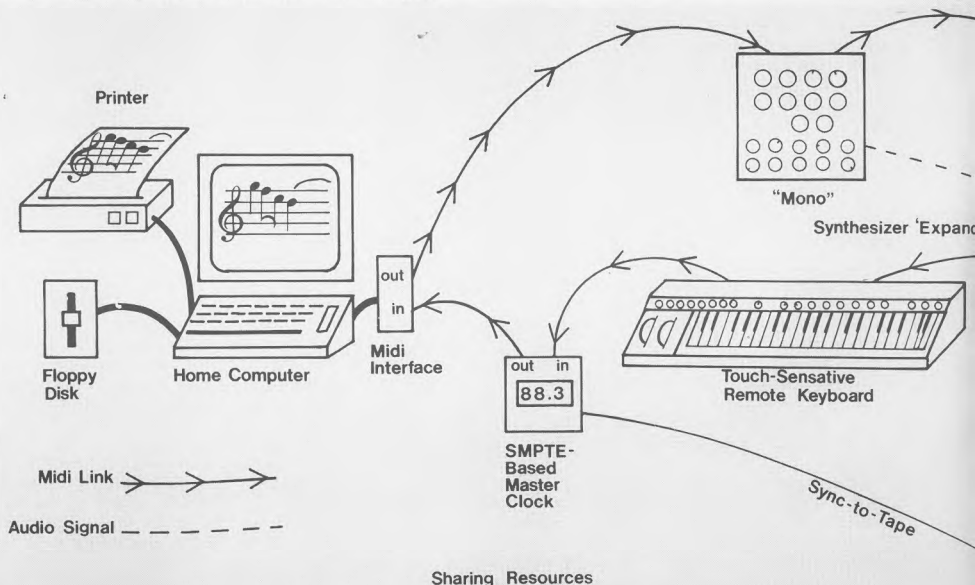 Printer
"Mono"
Synthesizer 'Expand
out
in
Midi
Interface
Floppy
Disk
Home Computer
out in
88.3
SMPTE-
Based
Master
Clock
Touch-Sensative
Remote Keyboard
Midi Link
Audio Signal
Sync-to-Tape
Sharing Resources